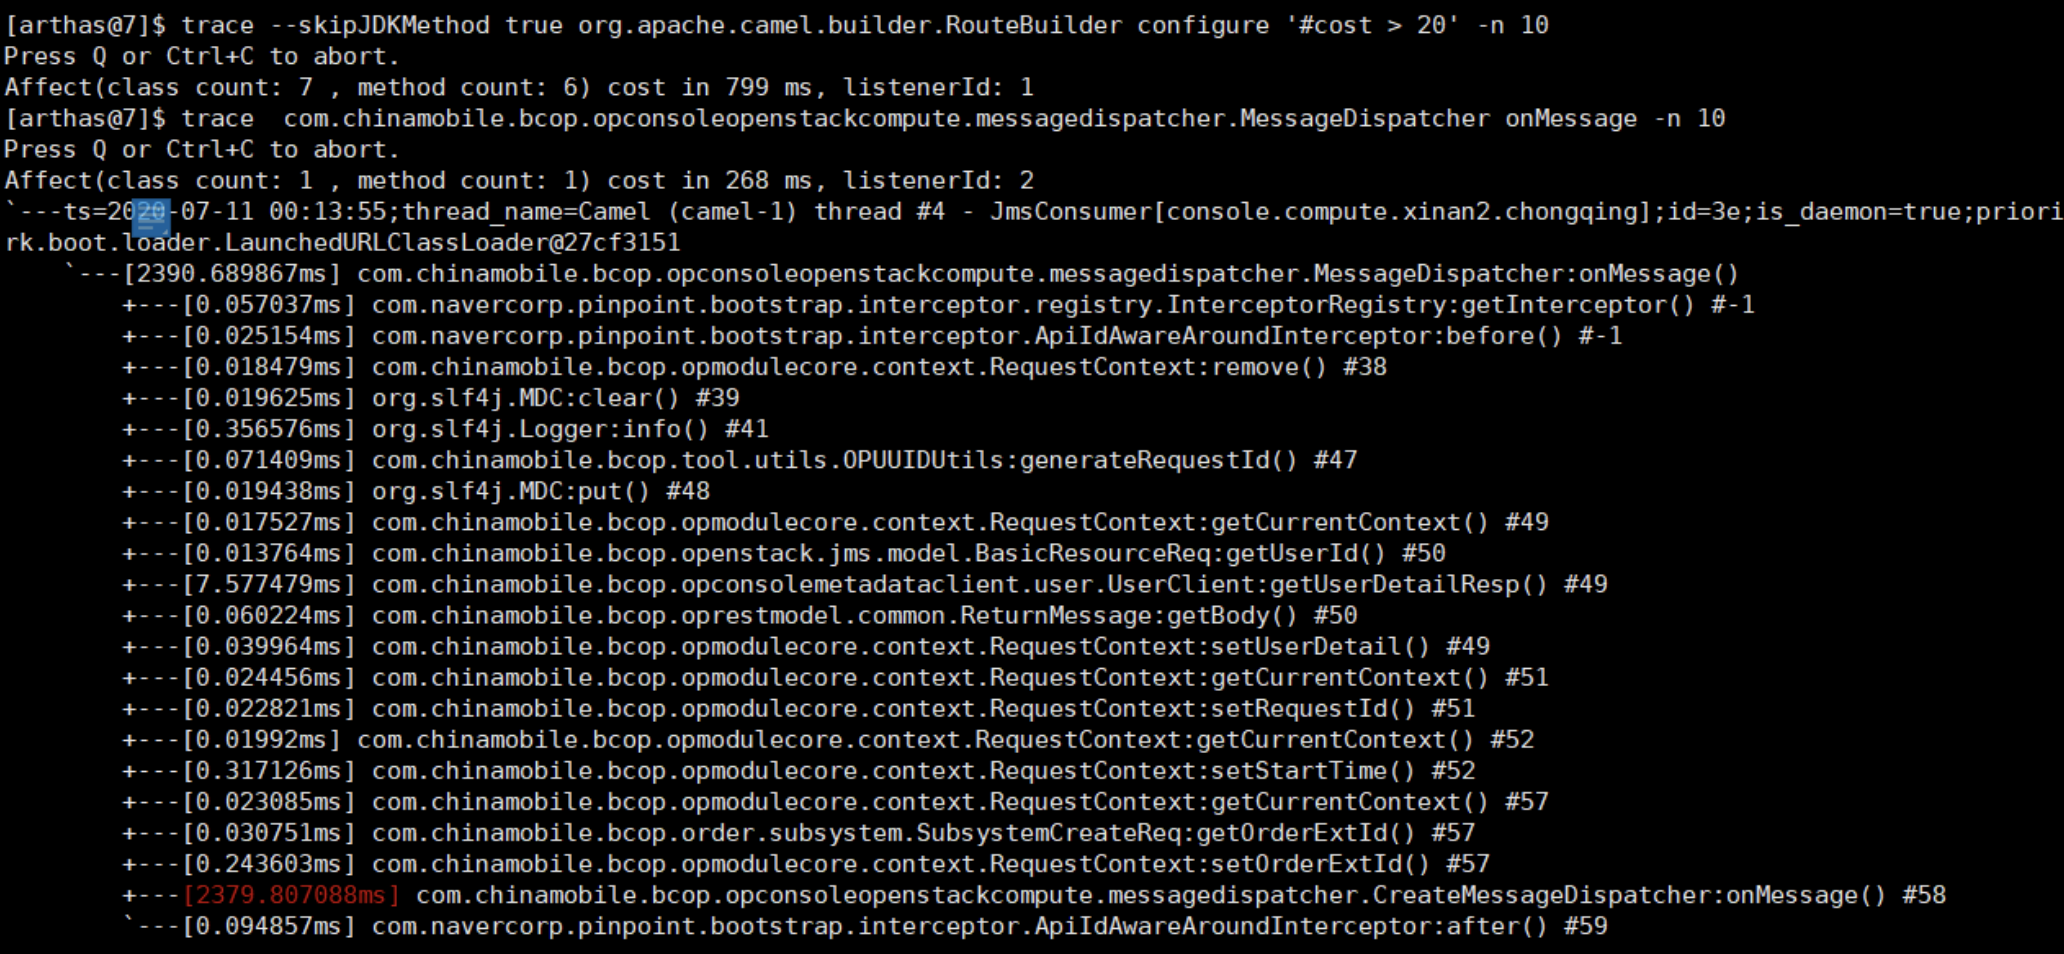 [arthas@7]$ trace --skipJDKMethod true org.apache.camel.builder.RouteBuilder configure '#cost > 20' -n 10
Press Q or Ctrl+C to abort.
Affect(class count: 7 , method count: 6) cost in 799 ms, listenerId: 1
[arthas@7]$ trace  com.chinamobile.bcop.opconsoleopenstackcompute.messagedispatcher.MessageDispatcher onMessage -n 10
Press Q or Ctrl+C to abort.
Affect(class count: 1 , method count: 1) cost in 268 ms, listenerId: 2
`---ts=2020-07-11 00:13:55;thread_name=Camel (camel-1) thread #4 - JmsConsumer[console.compute.xinan2.chongqing];id=3e;is_daemon=true;priori
rk.boot.loader.LaunchedURLClassLoader@27cf3151
    `---[2390.689867ms] com.chinamobile.bcop.opconsoleopenstackcompute.messagedispatcher.MessageDispatcher:onMessage()
        +---[0.057037ms] com.navercorp.pinpoint.bootstrap.interceptor.registry.InterceptorRegistry:getInterceptor() #-1
        +---[0.025154ms] com.navercorp.pinpoint.bootstrap.interceptor.ApiIdAwareAroundInterceptor:before() #-1
        +---[0.018479ms] com.chinamobile.bcop.opmodulecore.context.RequestContext:remove() #38
        +---[0.019625ms] org.slf4j.MDC:clear() #39
        +---[0.356576ms] org.slf4j.Logger:info() #41
        +---[0.071409ms] com.chinamobile.bcop.tool.utils.OPUUIDUtils:generateRequestId() #47
        +---[0.019438ms] org.slf4j.MDC:put() #48
        +---[0.017527ms] com.chinamobile.bcop.opmodulecore.context.RequestContext:getCurrentContext() #49
        +---[0.013764ms] com.chinamobile.bcop.openstack.jms.model.BasicResourceReq:getUserId() #50
        +---[7.577479ms] com.chinamobile.bcop.opconsolemetadataclient.user.UserClient:getUserDetailResp() #49
        +---[0.060224ms] com.chinamobile.bcop.oprestmodel.common.ReturnMessage:getBody() #50
        +---[0.039964ms] com.chinamobile.bcop.opmodulecore.context.RequestContext:setUserDetail() #49
        +---[0.024456ms] com.chinamobile.bcop.opmodulecore.context.RequestContext:getCurrentContext() #51
        +---[0.022821ms] com.chinamobile.bcop.opmodulecore.context.RequestContext:setRequestId() #51
        +---[0.01992ms] com.chinamobile.bcop.opmodulecore.context.RequestContext:getCurrentContext() #52
        +---[0.317126ms] com.chinamobile.bcop.opmodulecore.context.RequestContext:setStartTime() #52
        +---[0.023085ms] com.chinamobile.bcop.opmodulecore.context.RequestContext:getCurrentContext() #57
        +---[0.030751ms] com.chinamobile.bcop.order.subsystem.SubsystemCreateReq:getOrderExtId() #57
        +---[0.243603ms] com.chinamobile.bcop.opmodulecore.context.RequestContext:setOrderExtId() #57
        +---[2379.807088ms] com.chinamobile.bcop.opconsoleopenstackcompute.messagedispatcher.CreateMessageDispatcher:onMessage() #58
        `---[0.094857ms] com.navercorp.pinpoint.bootstrap.interceptor.ApiIdAwareAroundInterceptor:after() #59